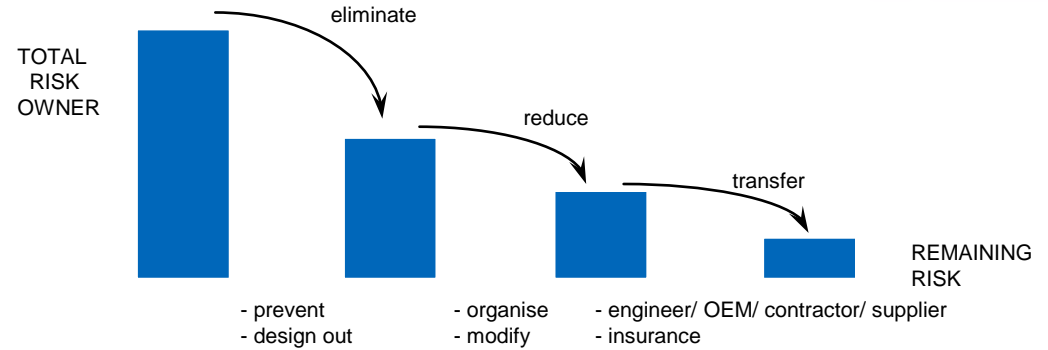 eliminate
TOTAL
RISK
OWNER
reduce
transfer
REMAINING
RISK
- prevent
- design out
- organise
- modify
- engineer/ OEM/ contractor/ supplier
- insurance